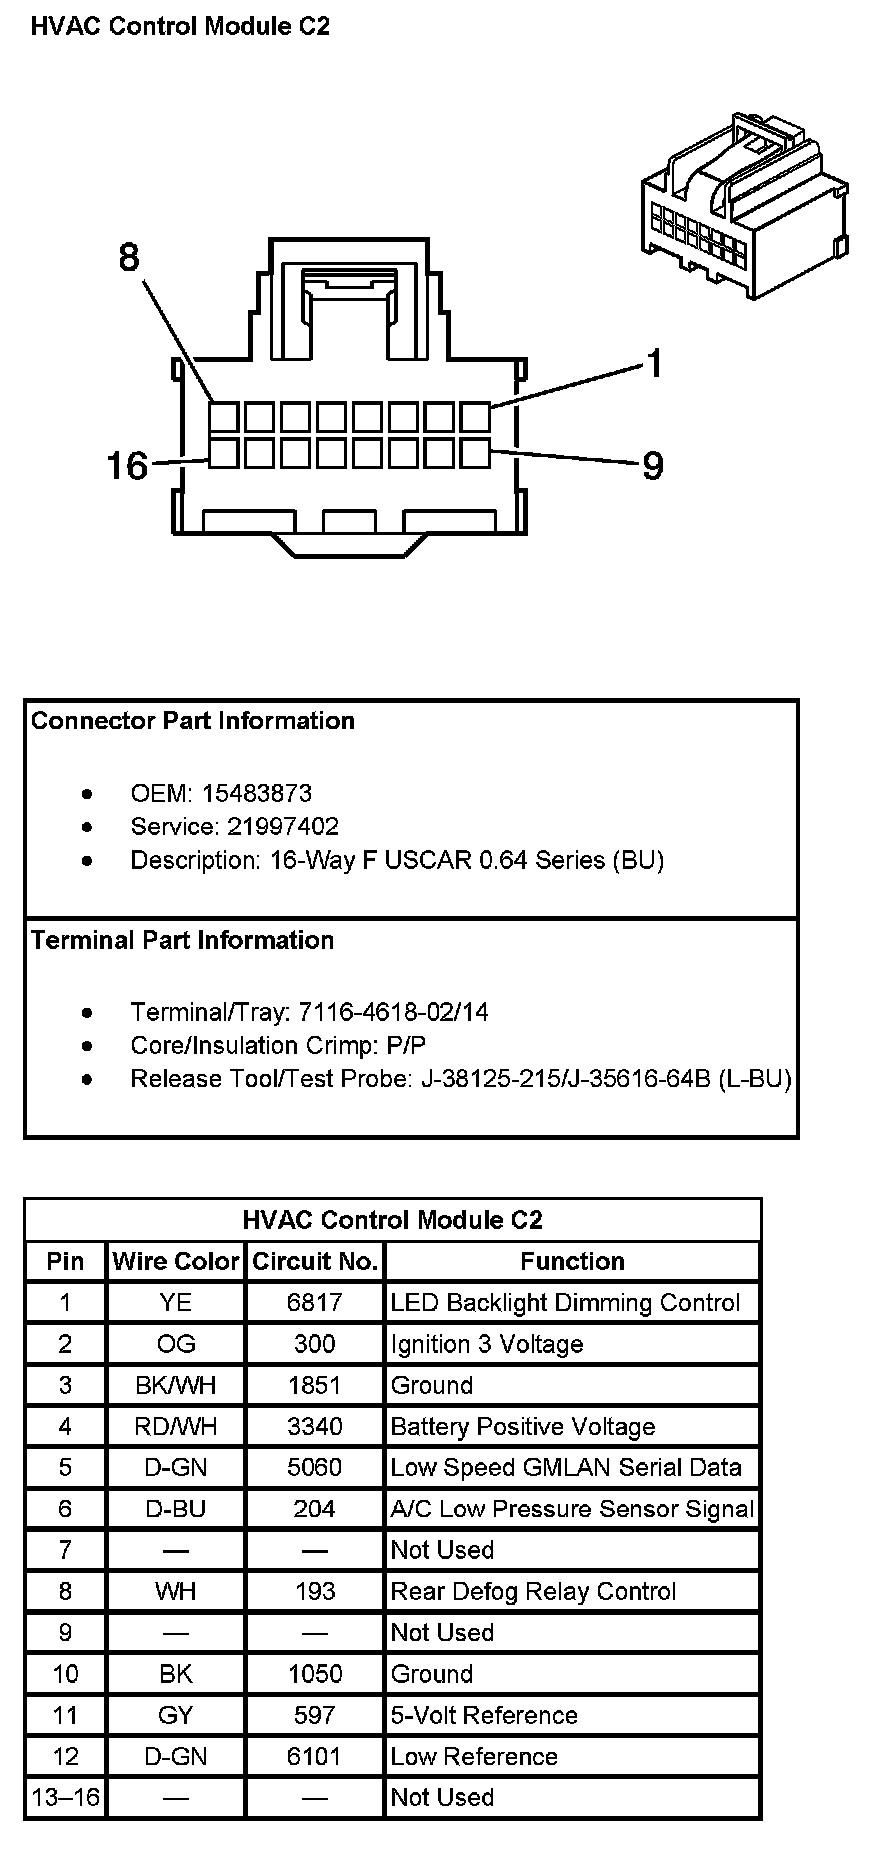 HVAC Control Module C2
8
1
16
9
Connector Part Information
● OEM: 15483873
● Service: 21997402
● Description: 16-Way F USCAR 0.64 Series (BU)
Terminal Part Information
● Terminal/Tray: 7116-4618-02/14
● Core/Insulation Crimp: P/P
● Release Tool/Test Probe: J-38125-215/J-35616-64B (L-BU)
HVAC Control Module C2
Pin Wire Color Circuit No. Function
1 YE 6817 LED Backlight Dimming Control
2 OG 300 Ignition 3 Voltage
3 BK/WH 1851 Ground
4 RD/WH 3340 Battery Positive Voltage
5 D-GN 5060 Low Speed GMLAN Serial Data
6 D-BU 204 A/C Low Pressure Sensor Signal
7 — — Not Used
8 WH 193 Rear Defog Relay Control
9 — — Not Used
10 BK 1050 Ground
11 GY 597 5-Volt Reference
12 D-GN 6101 Low Reference
13–16 — — Not Used